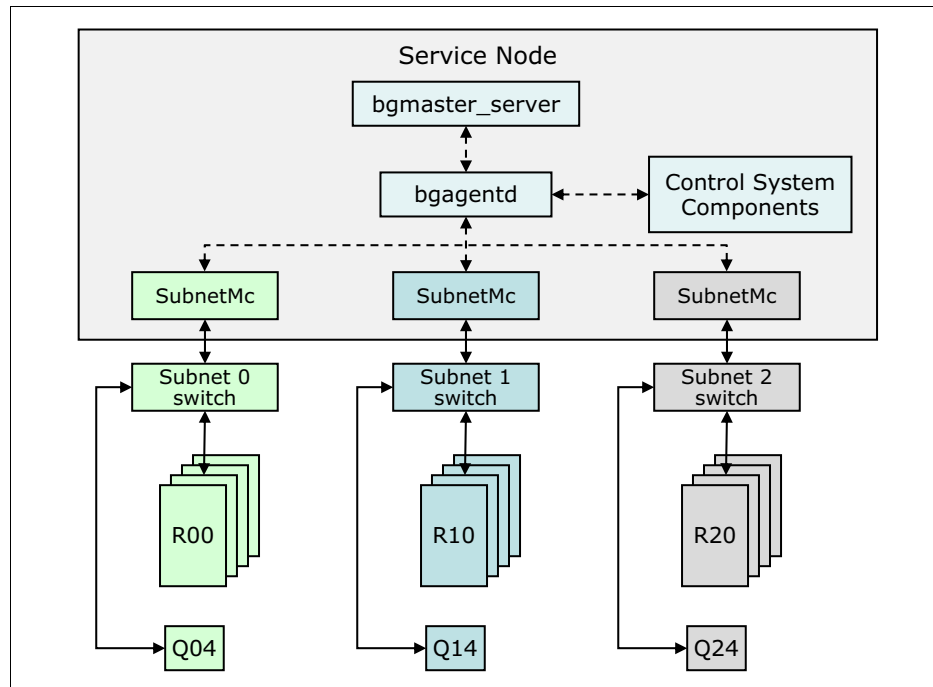 Service Node
bgmaster_server
bgagentd
Control System
Components
SubnetMc
SubnetMc
SubnetMc
Subnet 0
switch
Subnet 1
switch
Subnet 2
switch
R00
R10
R20
Q04
Q14
Q24